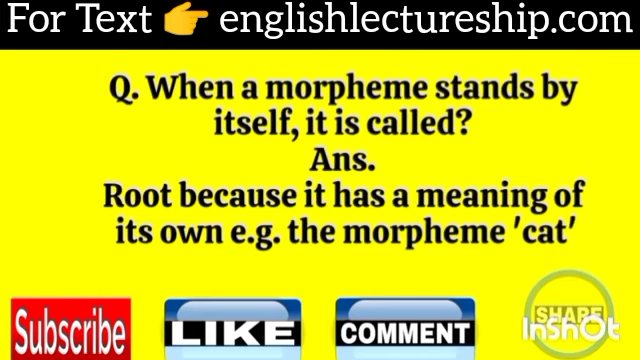 For Text 👉 englishlectureship.com
Q. When a morpheme stands by
itself, it is called?
Ans.
Root because it has a meaning of
its own e.g. the morpheme 'cat'
Subscribe
LIKE
COMMENT
SHARE
InShOt